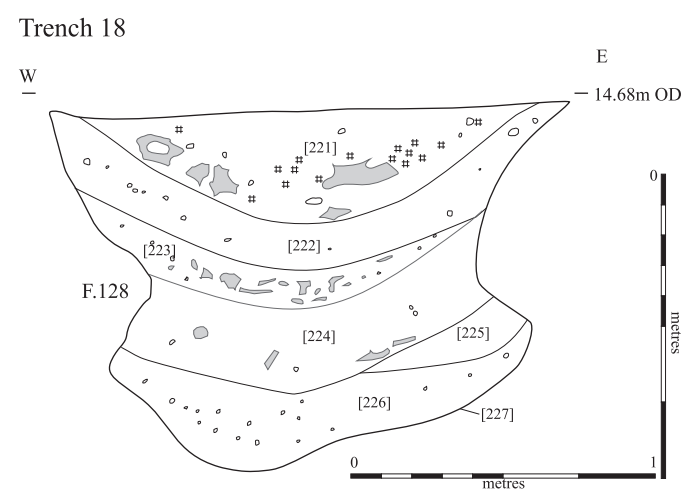 Trench 18
W
E
14.68m OD
[221]
[222]
[223]
F.128
[224]
[225]
[226]
[227]
0
metres
0
1
metres